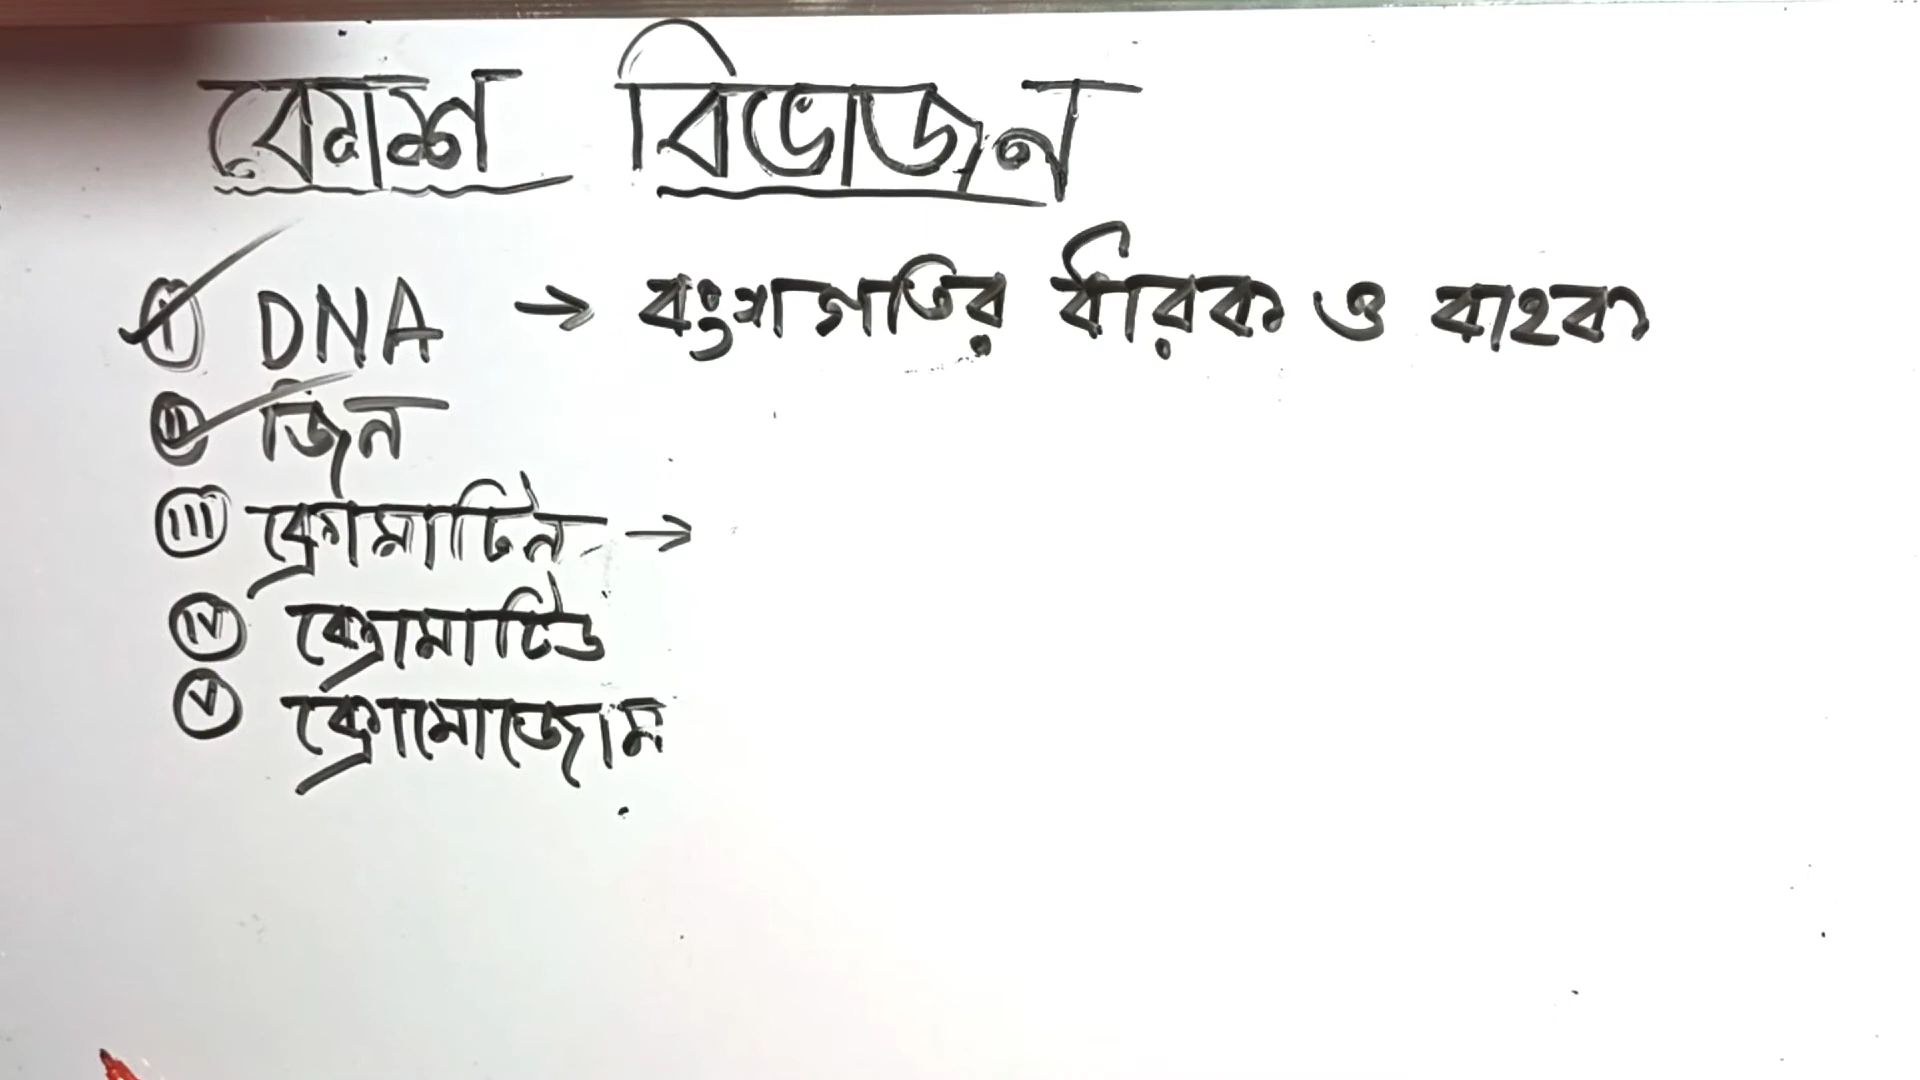 কোশ বিভাজন
i DNA → বংশগতির ধারক ও বাহক
ii জিন
iii ক্রোমাটিন →
iv ক্রোমাটিড
v ক্রোমোজোম